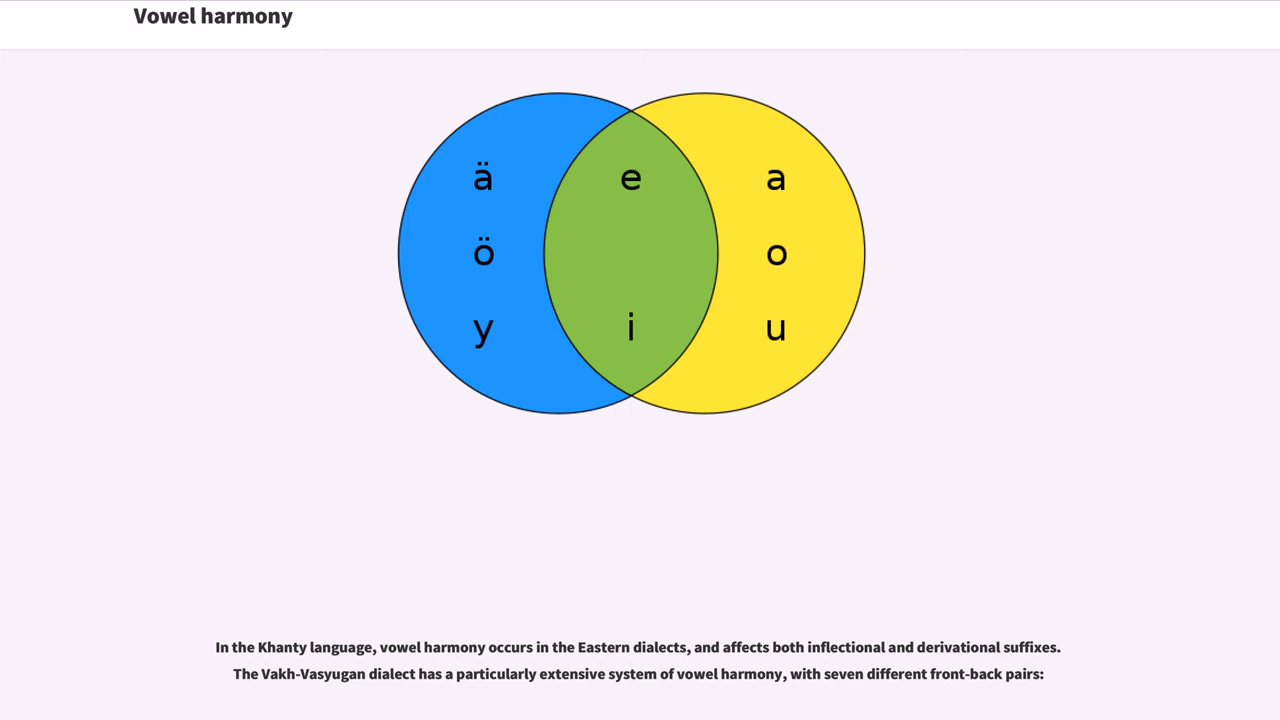 Vowel harmony
ä e a
ö o
y i u
In the Khanty language, vowel harmony occurs in the Eastern dialects, and affects both inflectional and derivational suffixes.
The Vakh-Vasyugan dialect has a particularly extensive system of vowel harmony, with seven different front-back pairs: